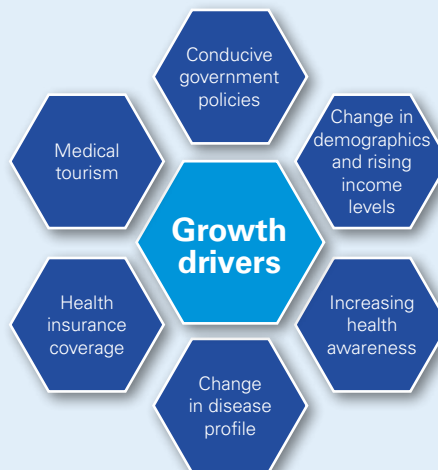 Conducive
government
policies
Change in
demographics
and rising
income
levels
Medical
tourism
Growth
drivers
Health
insurance
coverage
Increasing
health
awareness
Change
in disease
profile